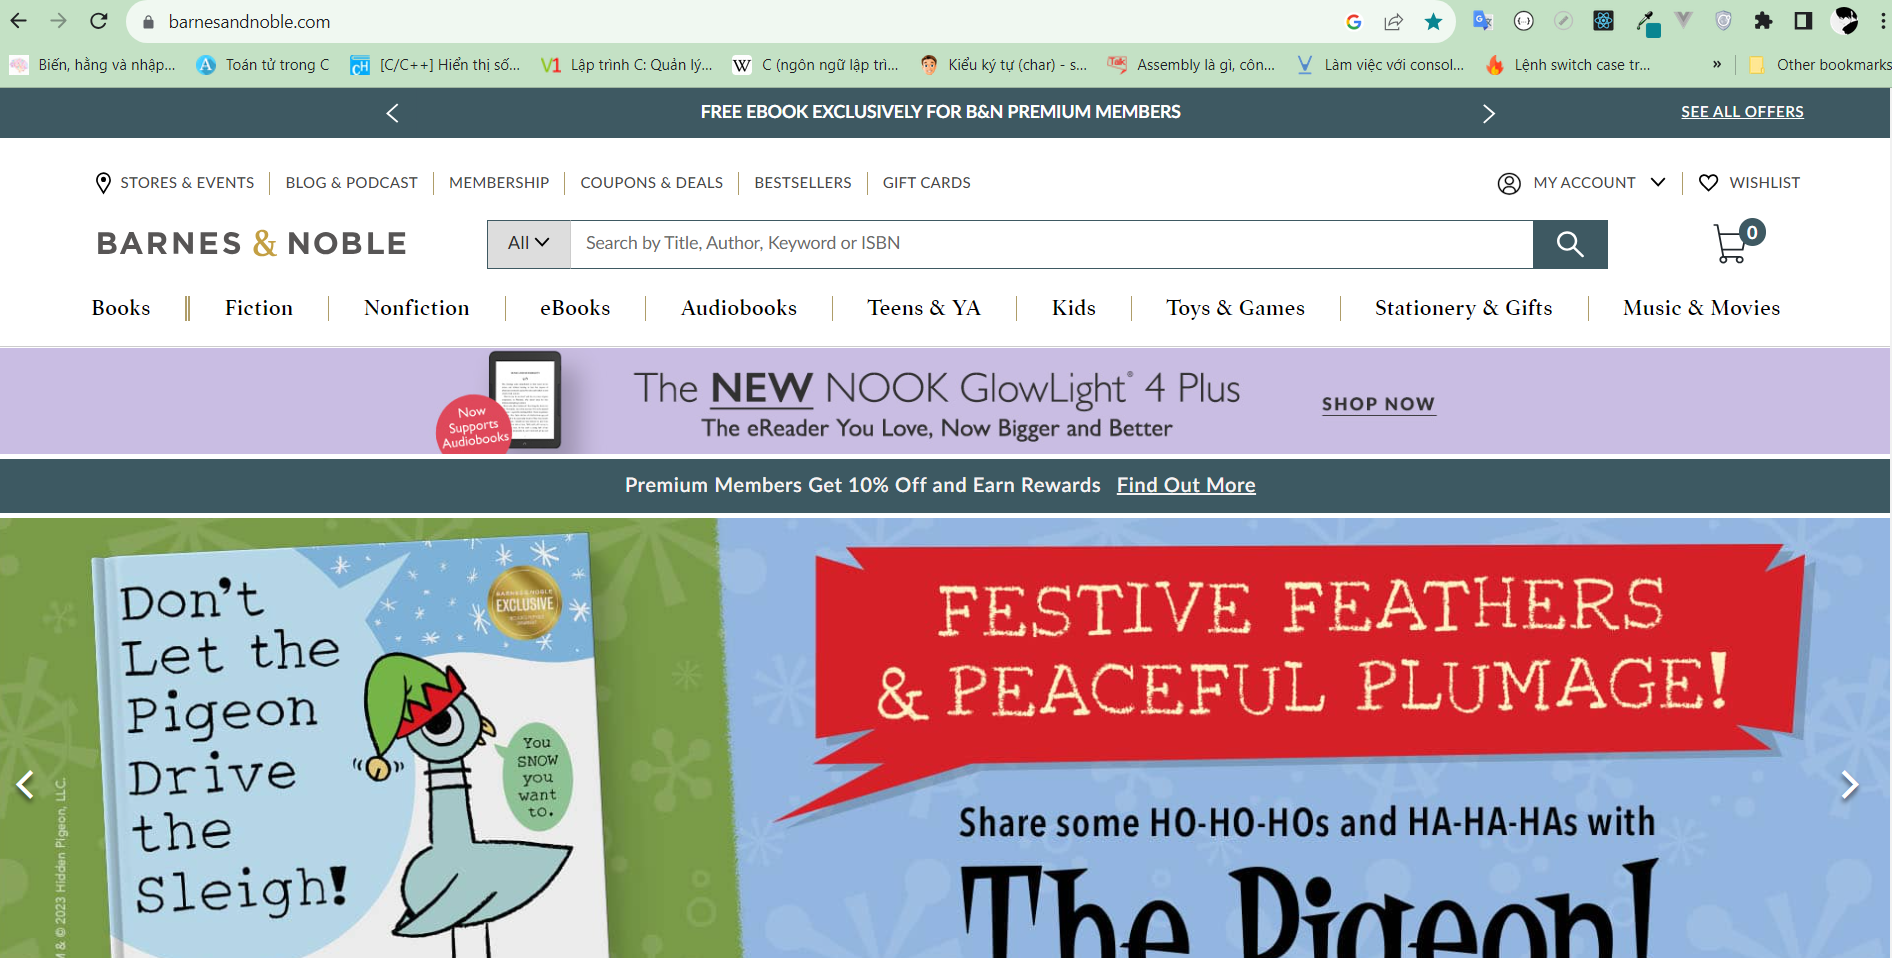 barnesandnoble.com
Biến, hằng và nhập...
Toán tử trong C
[C/C++] Hiển thị số...
Lập trình C: Quản lý...
C (ngôn ngữ lập trì...
Kiểu ký tự (char) - s...
Assembly là gì, côn...
Làm việc với consol...
Lệnh switch case tr...
»
Other bookmarks
FREE EBOOK EXCLUSIVELY FOR B&N PREMIUM MEMBERS
SEE ALL OFFERS
STORES & EVENTS
BLOG & PODCAST
MEMBERSHIP
COUPONS & DEALS
BESTSELLERS
GIFT CARDS
MY ACCOUNT
WISHLIST
BARNES & NOBLE
All
Search by Title, Author, Keyword or ISBN
0
Books
Fiction
Nonfiction
eBooks
Audiobooks
Teens & YA
Kids
Toys & Games
Stationery & Gifts
Music & Movies
Now
Supports
Audiobooks
The NEW NOOK GlowLight® 4 Plus
The eReader You Love, Now Bigger and Better
SHOP NOW
Premium Members Get 10% Off and Earn Rewards Find Out More
Don't
Let the
Pigeon
Drive
the
Sleigh!
BARNES & NOBLE
EXCLUSIVE
You
SNOW
you
want
to.
& © 2023 Hidden Pigeon, LLC.
FESTIVE FEATHERS
& PEACEFUL PLUMAGE!
Share some HO-HO-HOs and HA-HA-HAs with
The Pigeon!